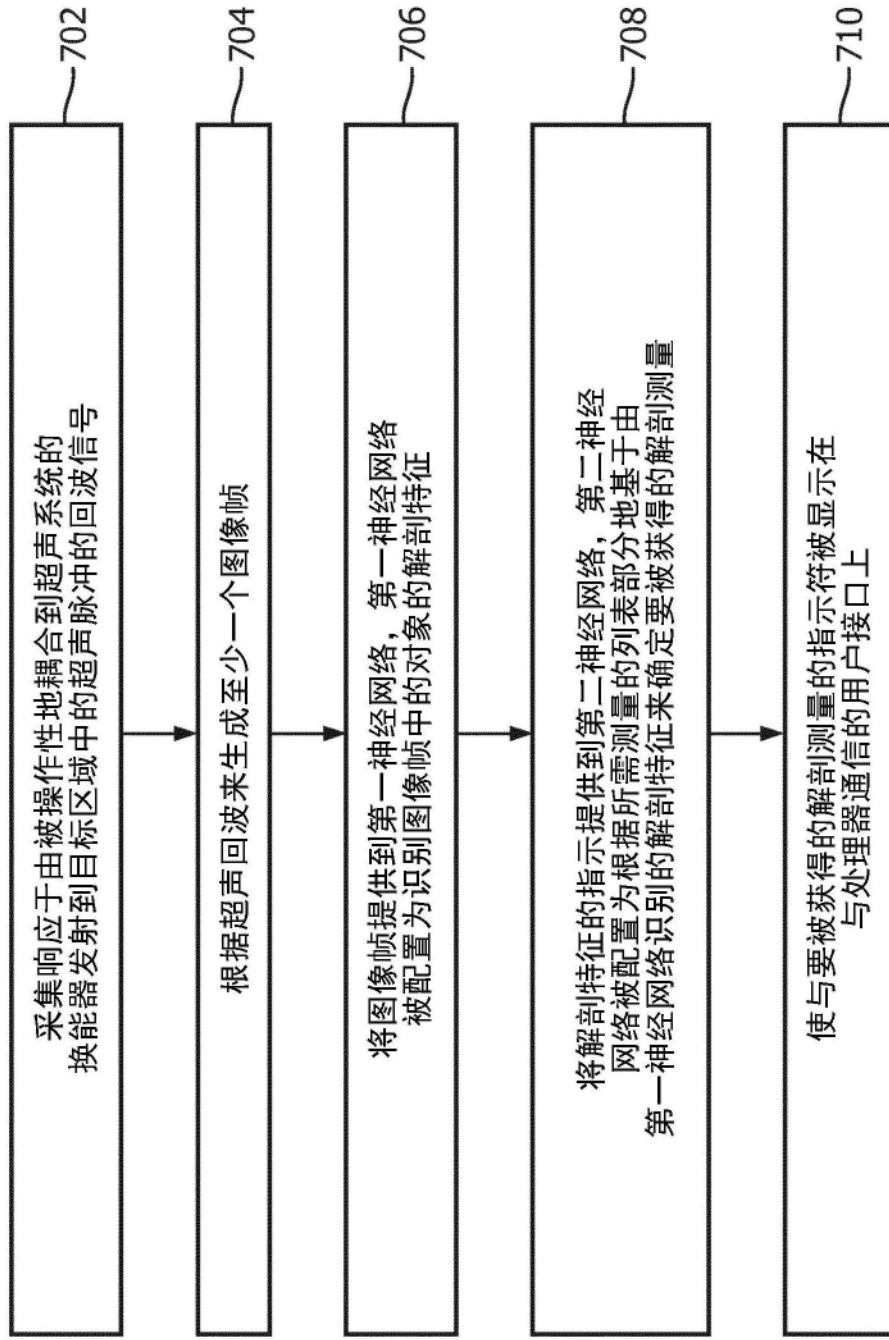 采集响应于由被操作性地耦合到超声系统的
换能器发射到目标区域中的超声脉冲的回波信号
702
根据超声回波来生成至少一个图像帧
704
将图像帧提供到第一神经网络，第一神经网络
被配置为识别图像帧中的对象的解剖特征
706
将解剖特征的指示提供到第二神经网络，第二神经
网络被配置为根据所需测量的列表部分地基于由
第一神经网络识别的解剖特征来确定要被获得的解剖测量
708
使与要被获得的解剖测量的指示符被显示在
与处理器通信的用户接口上
710